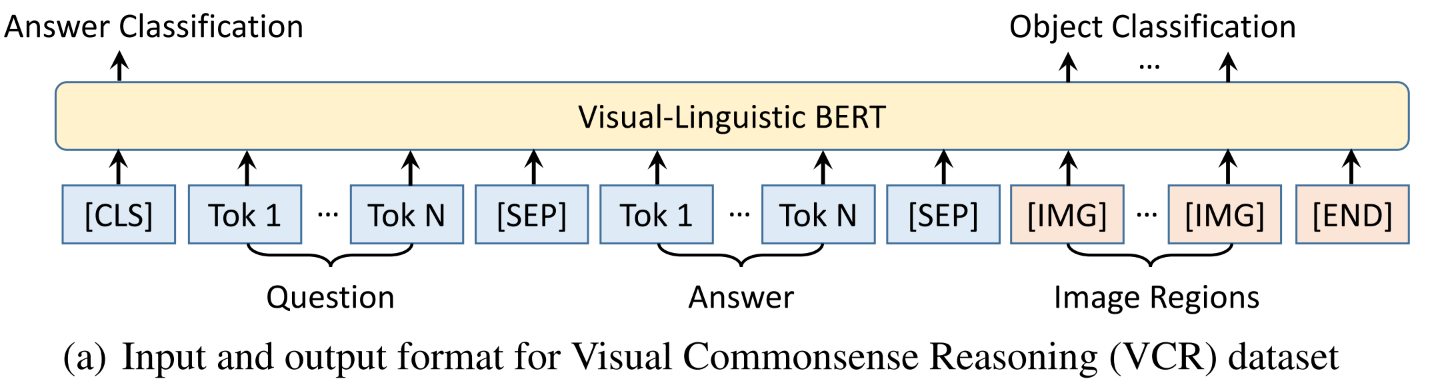 Answer Classification
Object Classification
...
Visual-Linguistic BERT
[CLS] Tok 1 ... Tok N [SEP] Tok 1 ... Tok N [SEP] [IMG] ... [IMG] [END]
Question Answer Image Regions
(a) Input and output format for Visual Commonsense Reasoning (VCR) dataset